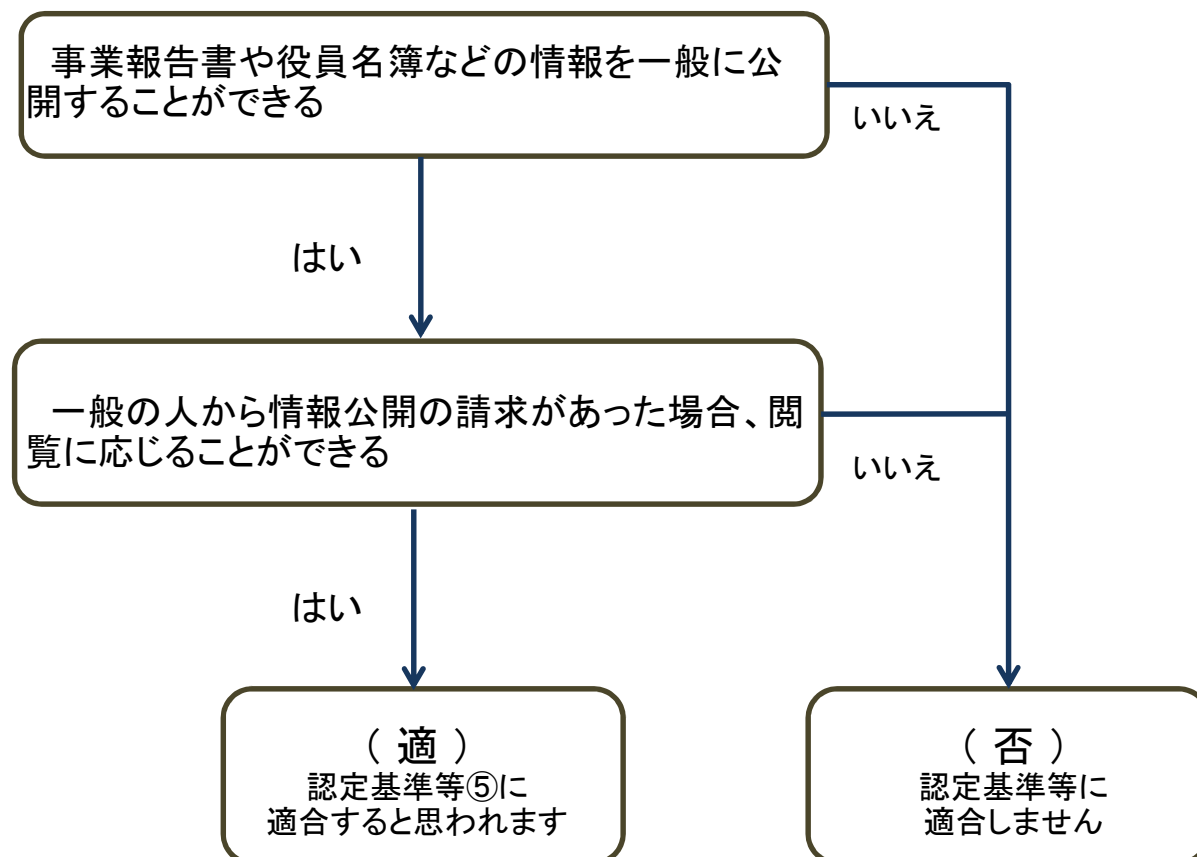 事業報告書や役員名簿などの情報を一般に公
開することができる
いいえ
はい
一般の人から情報公開の請求があった場合、閲
覧に応じることができる
いいえ
はい
（ 適 ）
認定基準等⑤に
適合すると思われます
（ 否 ）
認定基準等に
適合しません